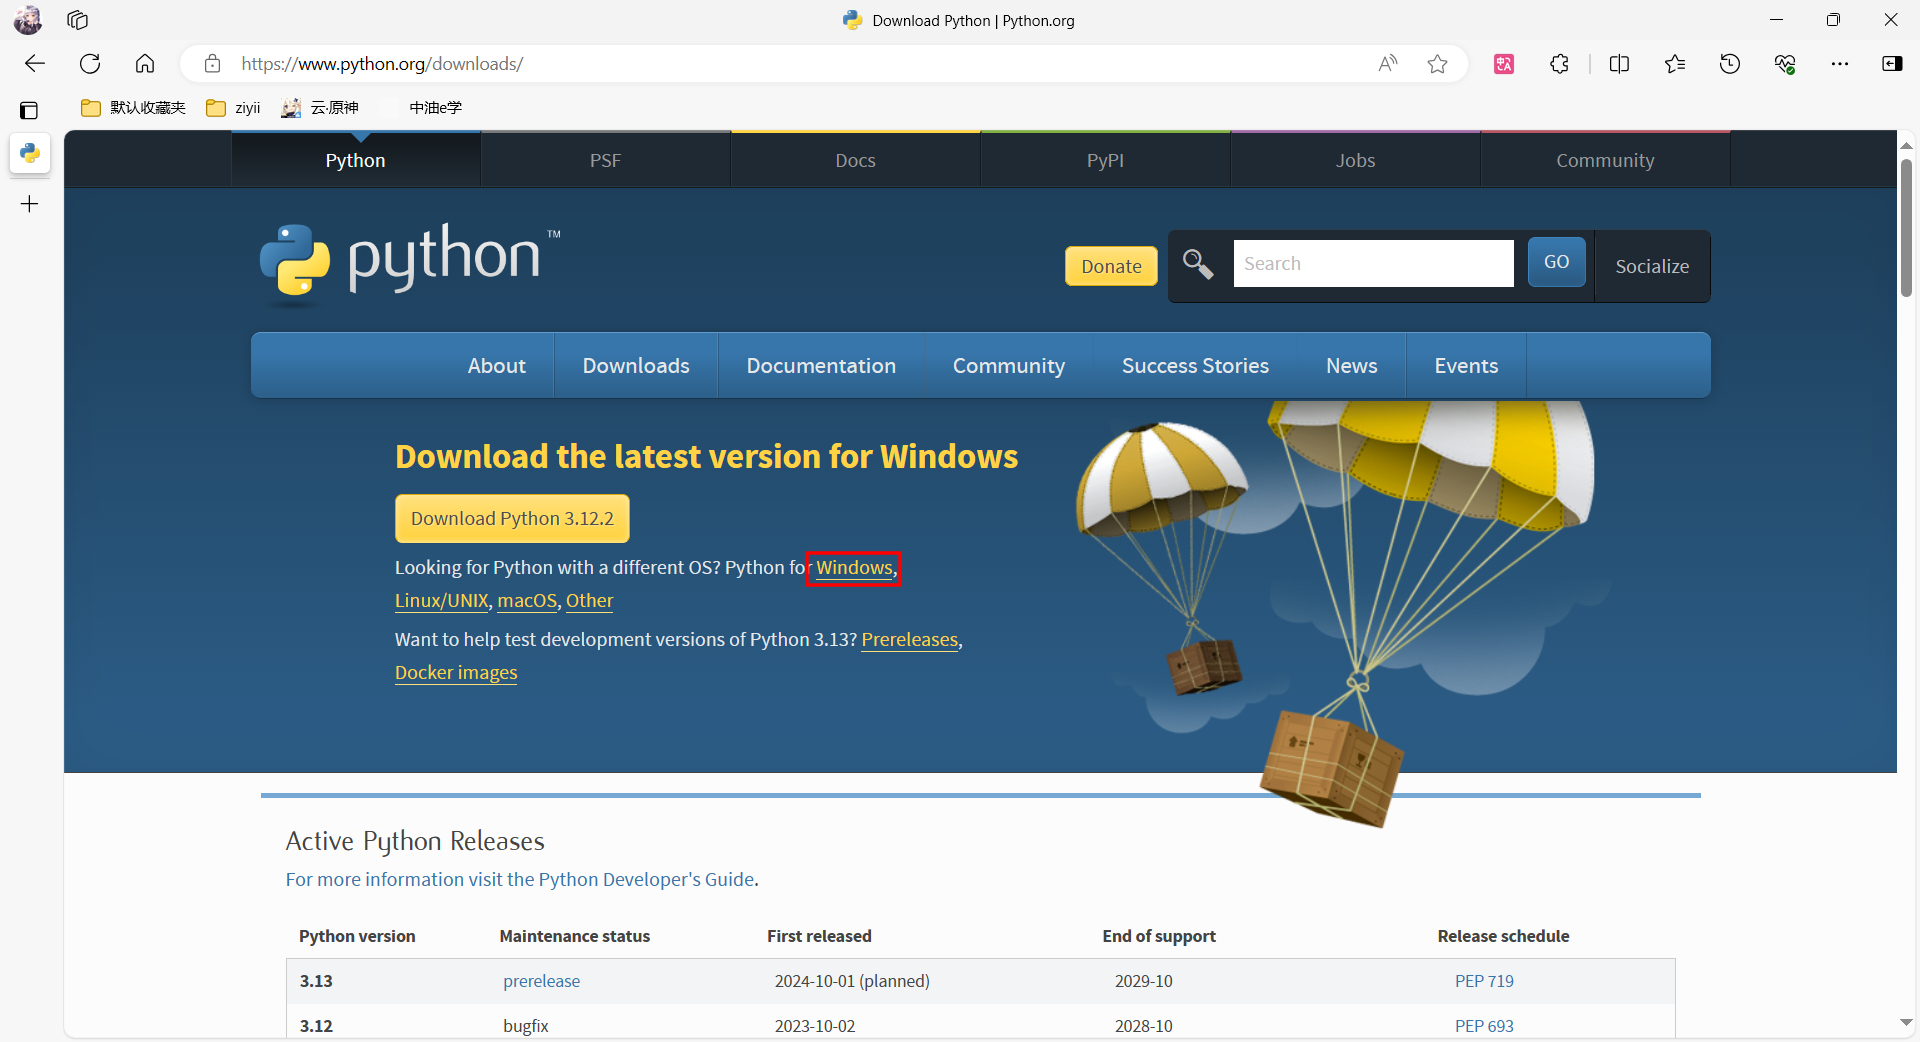 Download Python | Python.org
https://www.python.org/downloads/
默认收藏夹 ziyii 云·原神 中油e学
Python PSF Docs PyPI Jobs Community
python™
Donate Search GO Socialize
About Downloads Documentation Community Success Stories News Events
Download the latest version for Windows
Download Python 3.12.2
Looking for Python with a different OS? Python for Windows,
Linux/UNIX, macOS, Other
Want to help test development versions of Python 3.13? Prereleases,
Docker images
Active Python Releases
For more information visit the Python Developer's Guide.
Python version Maintenance status First released End of support Release schedule
3.13 prerelease 2024-10-01 (planned) 2029-10 PEP 719
3.12 bugfix 2023-10-02 2028-10 PEP 693